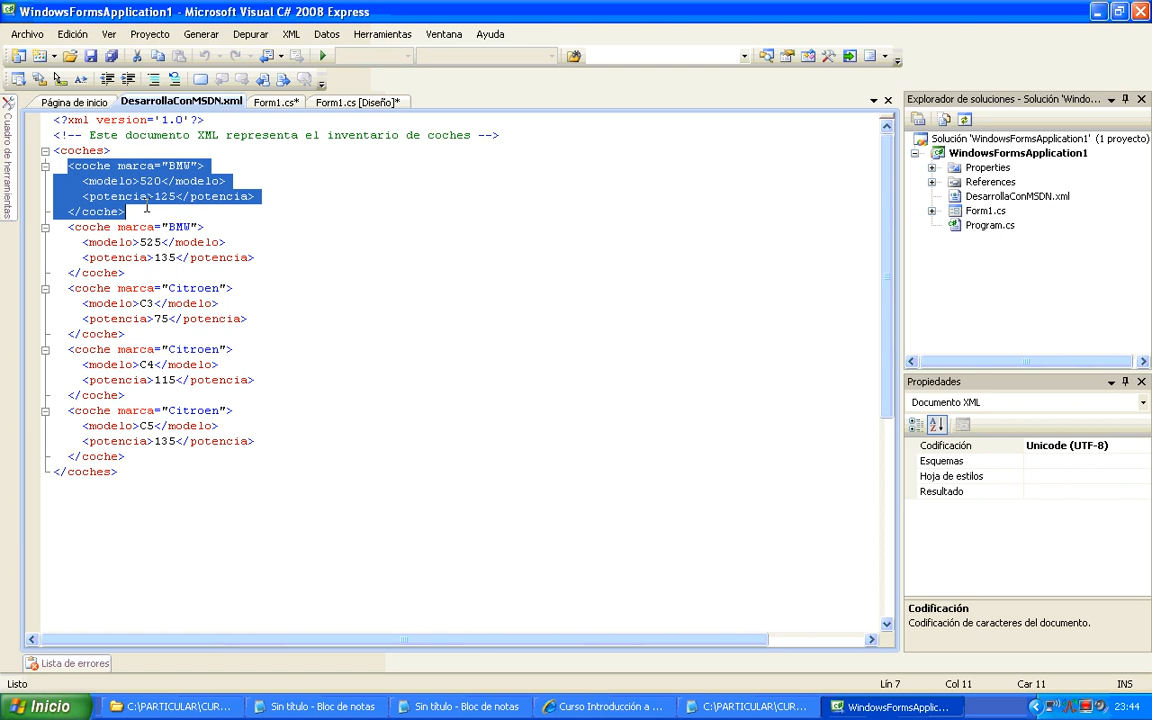 WindowsFormsApplication1 - Microsoft Visual C# 2008 Express
Archivo Edición Ver Proyecto Generar Depurar XML Datos Herramientas Ventana Ayuda
Página de inicio DesarrollaConMSDN.xml Form1.cs* Form1.cs [Diseño]*
Cuadro de herramientas
<?xml version='1.0'?>
<!-- Este documento XML representa el inventario de coches -->
<coches>
<coche marca="BMW">
<modelo>520</modelo>
<potencia>125</potencia>
</coche>
<coche marca="BMW">
<modelo>525</modelo>
<potencia>135</potencia>
</coche>
<coche marca="Citroen">
<modelo>C3</modelo>
<potencia>75</potencia>
</coche>
<coche marca="Citroen">
<modelo>C4</modelo>
<potencia>115</potencia>
</coche>
<coche marca="Citroen">
<modelo>C5</modelo>
<potencia>135</potencia>
</coche>
</coches>
Explorador de soluciones - Solución 'Windo...
Solución 'WindowsFormsApplication1' (1 proyecto)
WindowsFormsApplication1
Properties
References
DesarrollaConMSDN.xml
Form1.cs
Program.cs
Propiedades
Documento XML
Codificación Unicode (UTF-8)
Esquemas
Hoja de estilos
Resultado
Codificación
Codificación de caracteres del documento.
Lista de errores
Listo Lín 7 Col 11 Car 11 INS
Inicio C:\PARTICULAR\CUR... Sin título - Bloc de notas Sin título - Bloc de notas Curso Introducción a ... C:\PARTICULAR\CUR... WindowsFormsApplic... 23:44